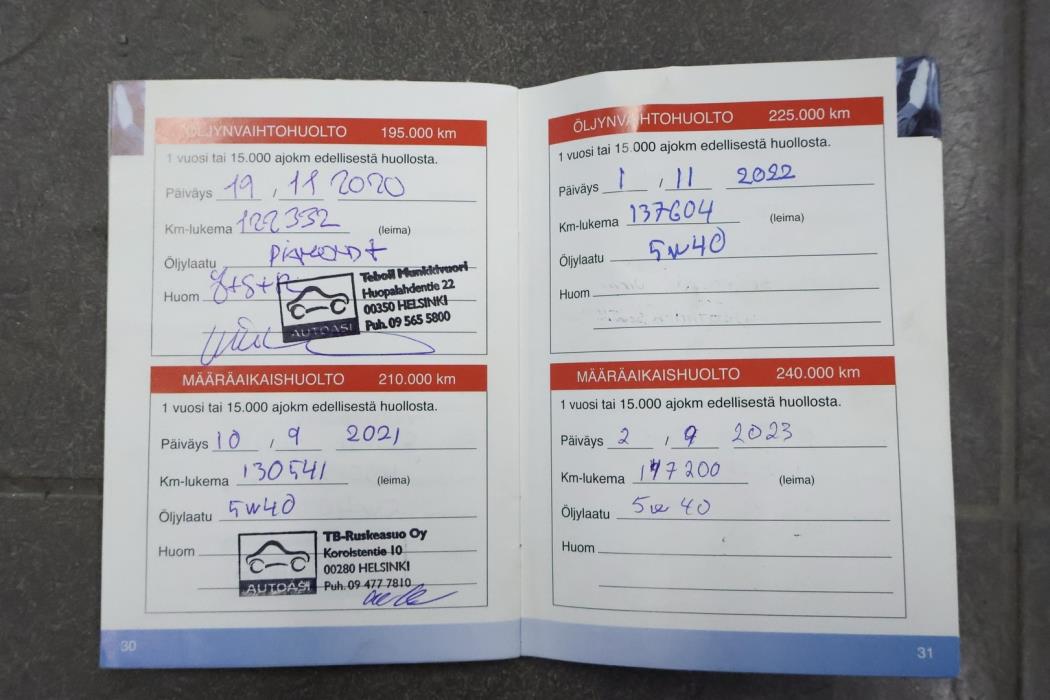 ÖLJYNVAIHTOHUOLTO 195.000 km
1 vuosi tai 15.000 ajokm edellisestä huollosta.
Päiväys 19 , 11 2020
Km-lukema 122332 (leima)
Öljylaatu DIAMOND+
Huom
AUTOASI
Teboil Munkkivuori
Huopalahdentie 22
00350 HELSINKI
Puh. 09 565 5800
MÄÄRÄAIKAISHUOLTO 210.000 km
1 vuosi tai 15.000 ajokm edellisestä huollosta.
Päiväys 10 , 9 2021
Km-lukema 130541 (leima)
Öljylaatu 5W40
Huom
AUTOASI
TB-Ruskeasuo Oy
Koroistentie 10
00280 HELSINKI
Puh. 09 477 7810
30
ÖLJYNVAIHTOHUOLTO 225.000 km
1 vuosi tai 15.000 ajokm edellisestä huollosta.
Päiväys 1 , 11 2022
Km-lukema 137604 (leima)
Öljylaatu 5W40
Huom
MÄÄRÄAIKAISHUOLTO 240.000 km
1 vuosi tai 15.000 ajokm edellisestä huollosta.
Päiväys 2 , 9 2023
Km-lukema 147200 (leima)
Öljylaatu 5W40
Huom
31